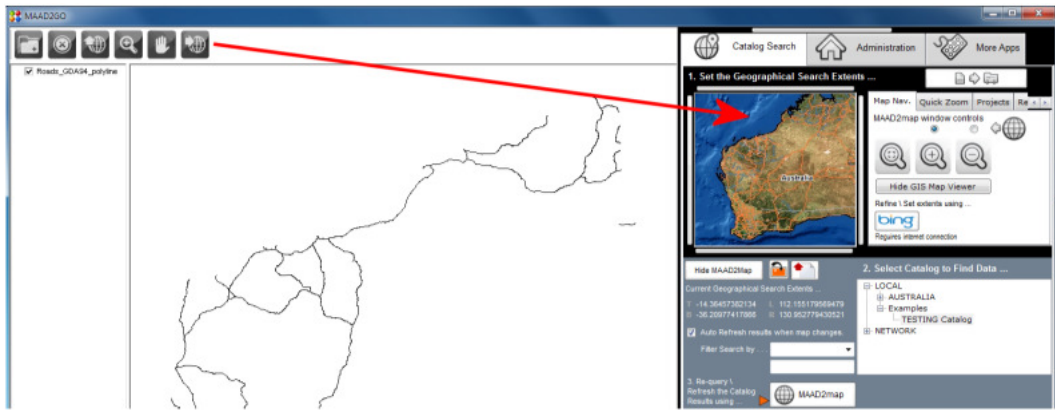 MAAD2GO
Roads_GDA94_polyline
Catalog Search
Administration
More Apps
1. Set the Geographical Search Extents ...
Australia
Map Nav.
Quick Zoom
Projects
Re
MAAD2map window controls
Hide GIS Map Viewer
Refine \ Set extents using ...
bing
Requires internet connection
Hide MAAD2Map
Current Geographical Search Extents ...
T -14.36457382134 L 112.155179569479
B -36.20977417886 R 130.952779430521
Auto Refresh results when map changes.
Filter Search by ...
3. Re-query \
Refresh the Catalog
Results using ...
MAAD2map
2. Select Catalog to Find Data ...
LOCAL
AUSTRALIA
Examples
TESTING Catalog
NETWORK